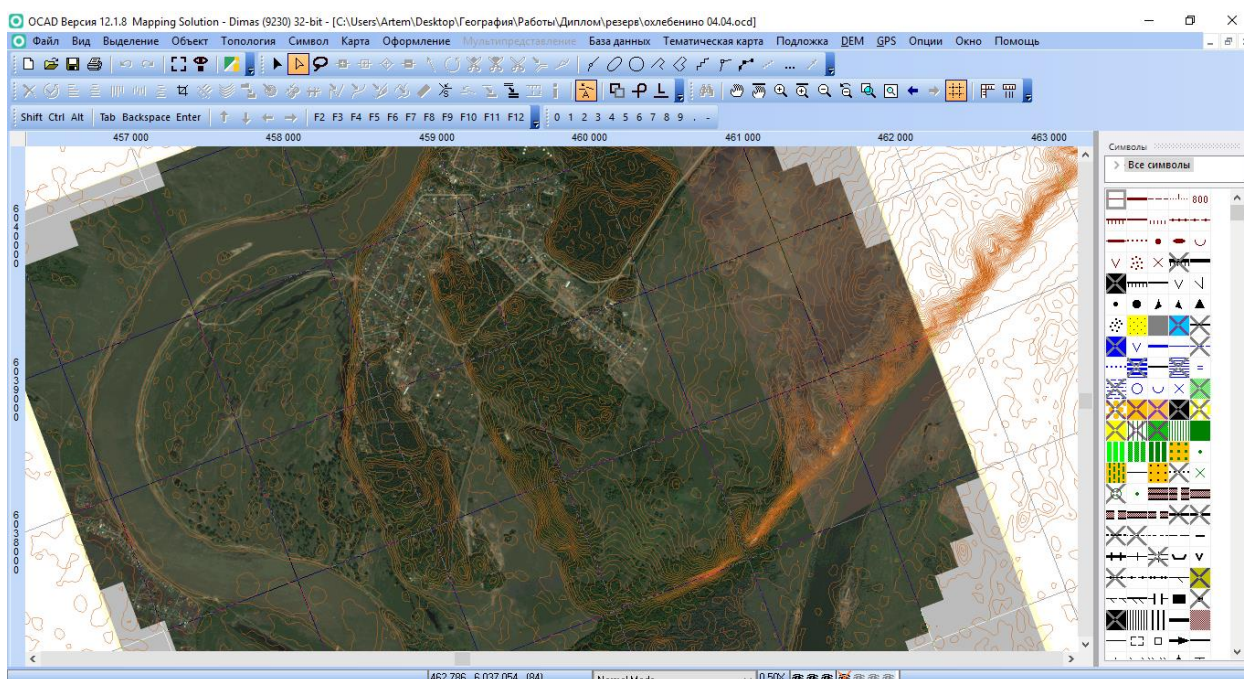 OCAD Версия 12.1.8 Mapping Solution - Dimas (9230) 32-bit - [C:\Users\Artem\Desktop\География\Работы\Диплом\резерв\охлебенино 04.04.ocd]
Файл Вид Выделение Объект Топология Символ Карта Оформление Мультипредставление База данных Тематическая карта Подложка DEM GPS Опции Окно Помощь
Shift Ctrl Alt Tab Backspace Enter F2 F3 F4 F5 F6 F7 F8 F9 F10 F11 F12 0 1 2 3 4 5 6 7 8 9 . -
457 000 458 000 459 000 460 000 461 000 462 000 463 000
Символы
Все символы
800
6040000
6039000
6038000
462 786 6 037 054 (84) Normal Mode 0.50X